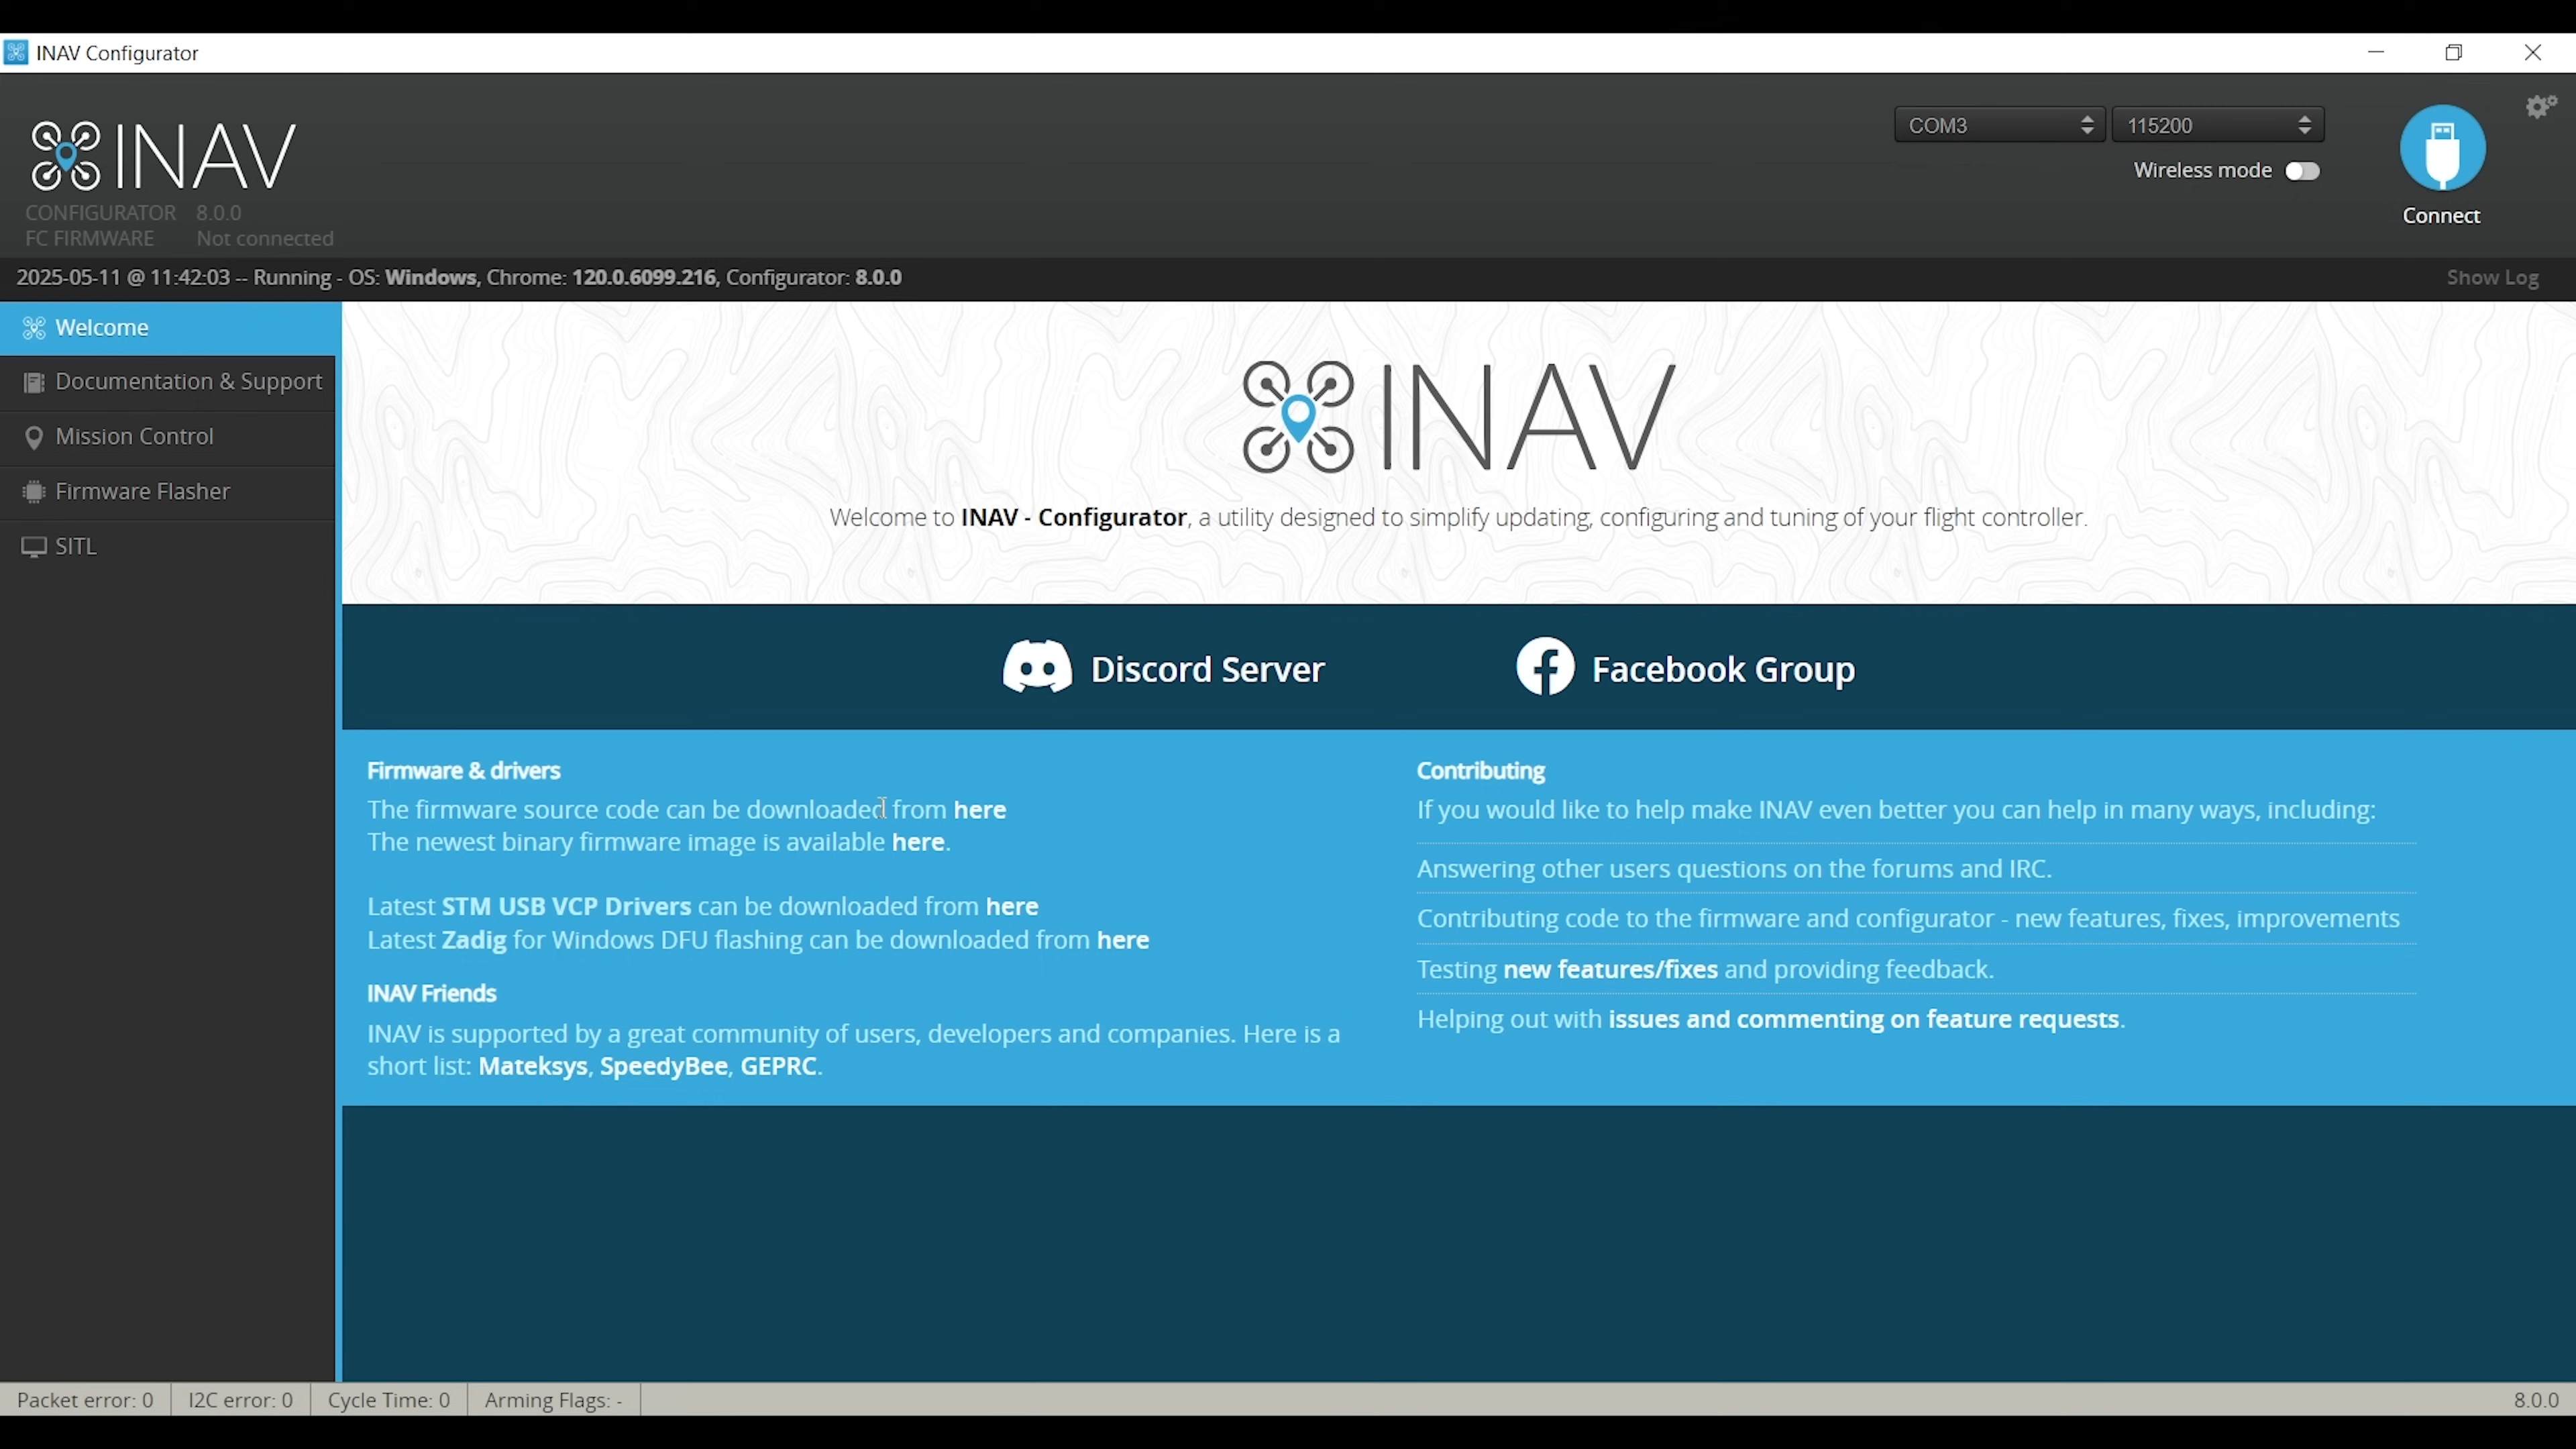 INAV Configurator
INAV
CONFIGURATOR 8.0.0
FC FIRMWARE Not connected
COM3 115200
Wireless mode
Connect
2025-05-11 @ 11:42:03 -- Running - OS: Windows, Chrome: 120.0.6099.216, Configurator: 8.0.0
Show Log
Welcome
Documentation & Support
Mission Control
Firmware Flasher
SITL
INAV
Welcome to INAV - Configurator, a utility designed to simplify updating, configuring and tuning of your flight controller.
Discord Server
Facebook Group
Firmware & drivers
The firmware source code can be downloaded from here
The newest binary firmware image is available here.
Latest STM USB VCP Drivers can be downloaded from here
Latest Zadig for Windows DFU flashing can be downloaded from here
INAV Friends
INAV is supported by a great community of users, developers and companies. Here is a
short list: Mateksys, SpeedyBee, GEPRC.
Contributing
If you would like to help make INAV even better you can help in many ways, including:
Answering other users questions on the forums and IRC.
Contributing code to the firmware and configurator - new features, fixes, improvements
Testing new features/fixes and providing feedback.
Helping out with issues and commenting on feature requests.
Packet error: 0 I2C error: 0 Cycle Time: 0 Arming Flags: -
8.0.0